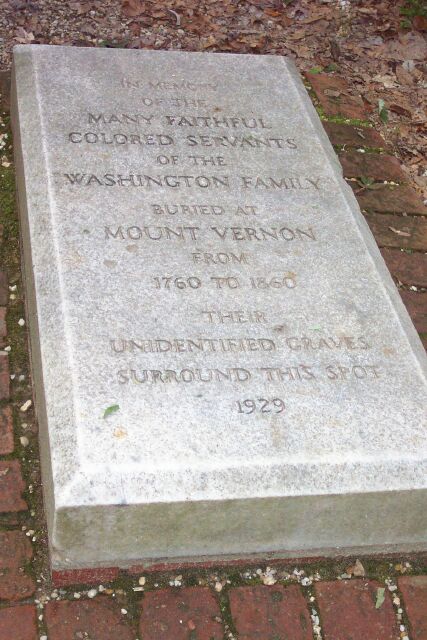 IN MEMORY
OF THE
MANY FAITHFUL
COLORED SERVANTS
OF THE
WASHINGTON FAMILY
BURIED AT
MOUNT VERNON
FROM
1760 TO 1860
THEIR
UNIDENTIFIED GRAVES
SURROUND THIS SPOT
1929